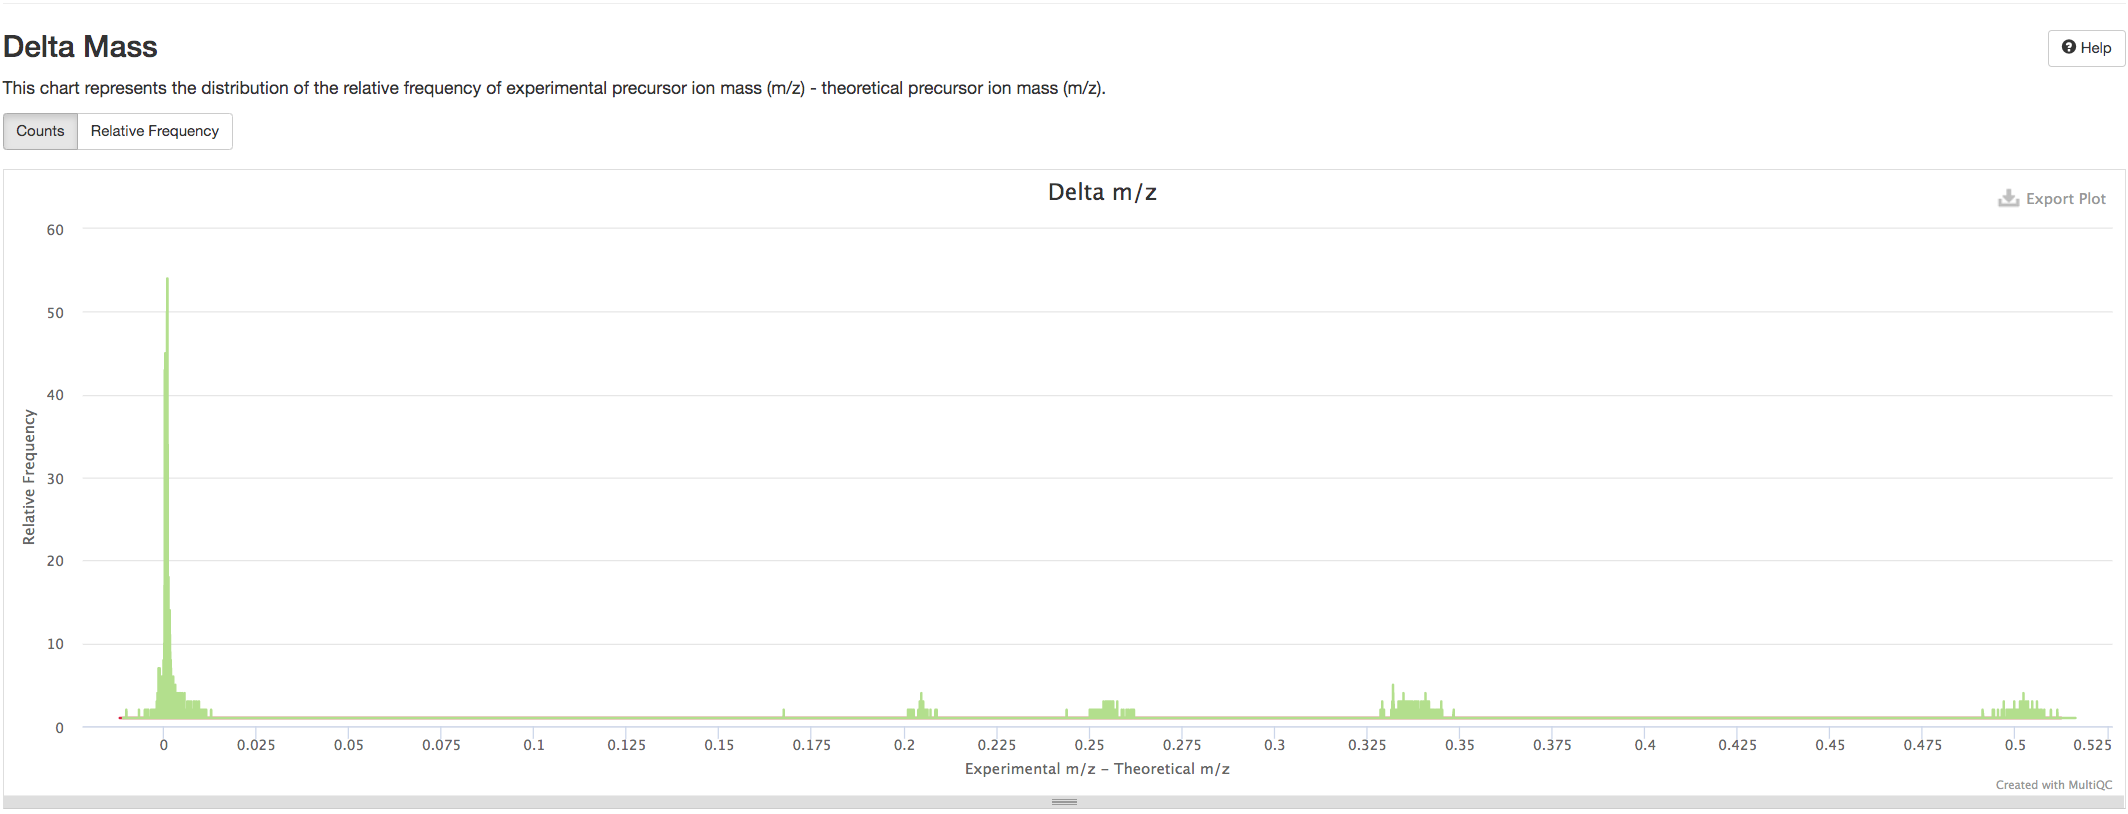 Delta Mass
Help
This chart represents the distribution of the relative frequency of experimental precursor ion mass (m/z) - theoretical precursor ion mass (m/z).
Counts Relative Frequency
Delta m/z
Export Plot
60
50
40
30
20
10
0
Relative Frequency
0 0.025 0.05 0.075 0.1 0.125 0.15 0.175 0.2 0.225 0.25 0.275 0.3 0.325 0.35 0.375 0.4 0.425 0.45 0.475 0.5 0.525
Experimental m/z – Theoretical m/z
Created with MultiQC